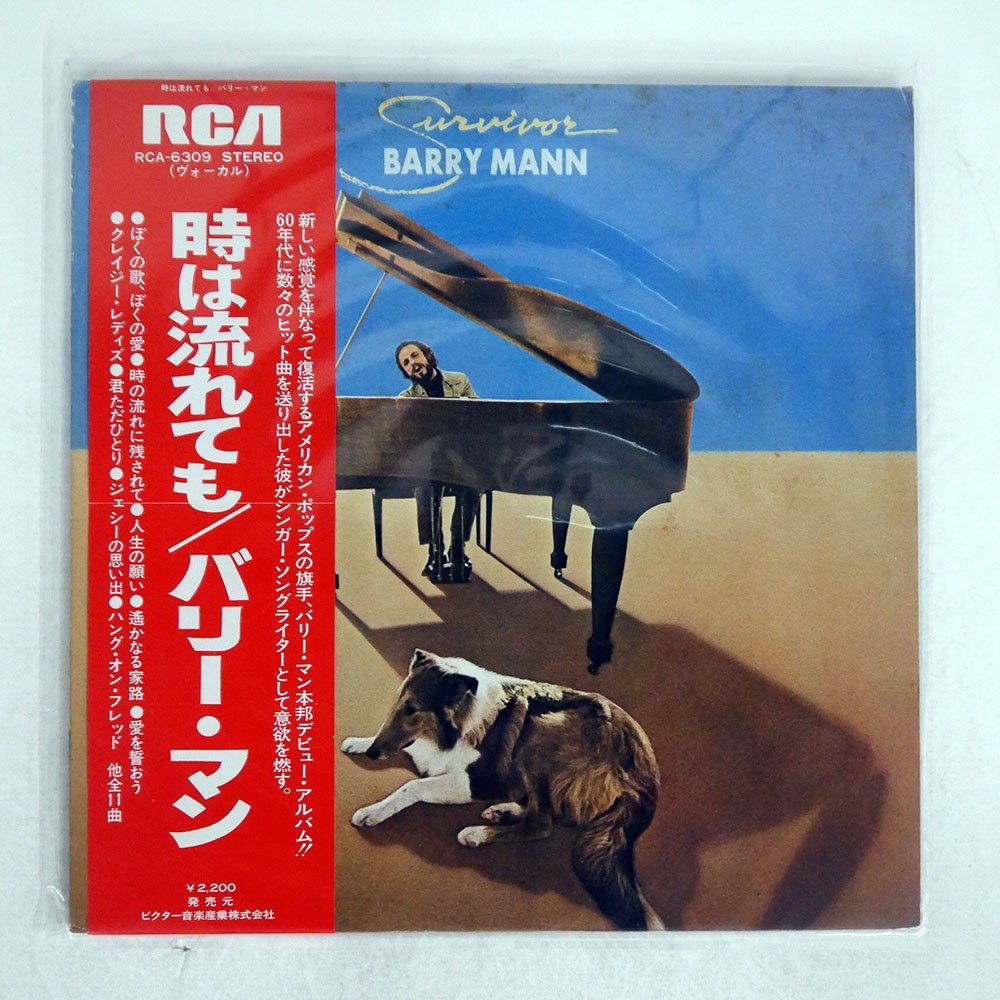 時は流れても バリー・マン
RCA
RCA-6309 STEREO
(ヴォーカル)
新しい感覚を伴なって復活するアメリカン・ポップスの旗手、バリー・マン本邦デビュー・アルバム!!
60年代に数々のヒット曲を送り出した彼がシンガー・ソングライターとして意欲を燃す。
時は流れても/バリー・マン
●ぼくの歌、ぼくの愛●時の流れに残されて●人生の願い●遙かなる家路●愛を誓おう
●クレイジー・レディズ●君ただひとり●ジェシーの思い出●ハング・オン・フレッド 他全11曲
¥2,200
発売元
ビクター音楽産業株式会社
Survivor
BARRY MANN